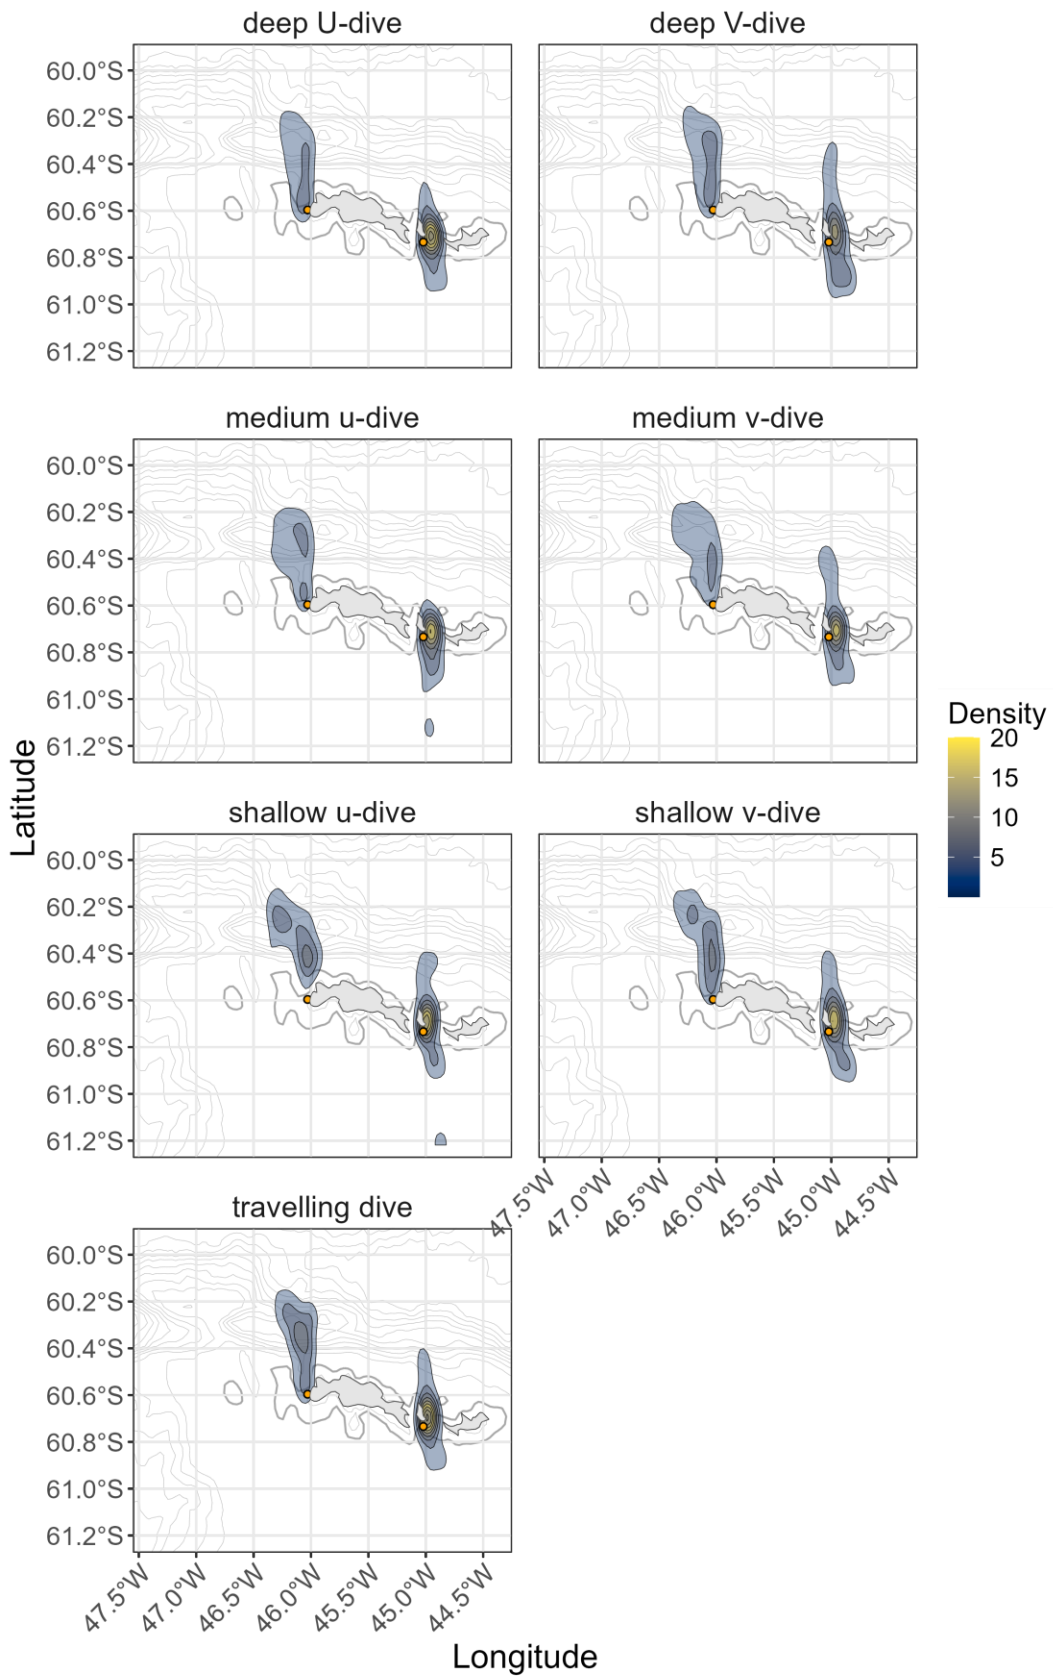 deep U-dive
deep V-dive
60.0°S
60.2°S
60.4°S
60.6°S
60.8°S
61.0°S
61.2°S
medium u-dive
medium v-dive
60.0°S
60.2°S
60.4°S
60.6°S
60.8°S
61.0°S
61.2°S
Density
20
15
10
5
Latitude
shallow u-dive
shallow v-dive
60.0°S
60.2°S
60.4°S
60.6°S
60.8°S
61.0°S
61.2°S
47.5°W
47.0°W
46.5°W
46.0°W
45.5°W
45.0°W
44.5°W
travelling dive
60.0°S
60.2°S
60.4°S
60.6°S
60.8°S
61.0°S
61.2°S
47.5°W
47.0°W
46.5°W
46.0°W
45.5°W
45.0°W
44.5°W
Longitude